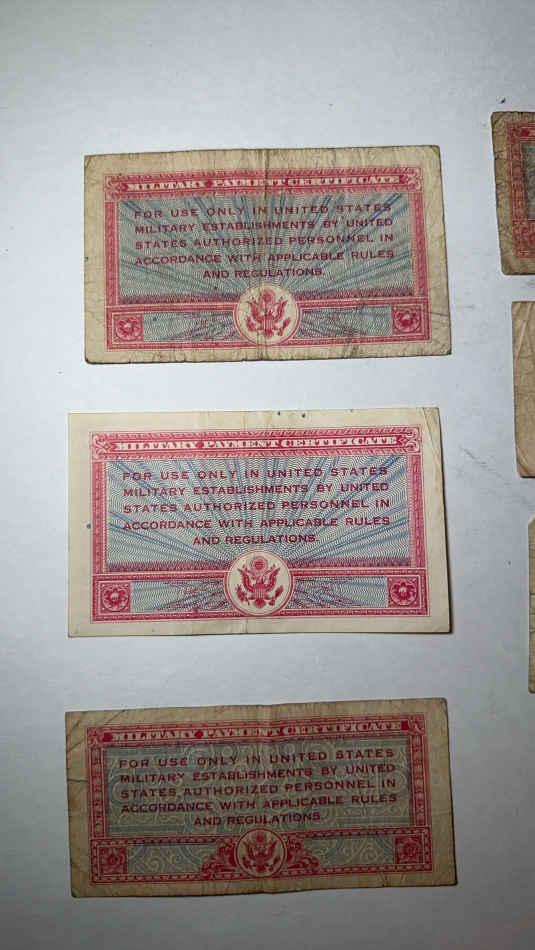 MILITARY PAYMENT CERTIFICATE
FOR USE ONLY IN UNITED STATES
MILITARY ESTABLISHMENTS BY UNITED
STATES AUTHORIZED PERSONNEL IN
ACCORDANCE WITH APPLICABLE RULES
AND REGULATIONS.
MILITARY PAYMENT CERTIFICATE
FOR USE ONLY IN UNITED STATES
MILITARY ESTABLISHMENTS BY UNITED
STATES AUTHORIZED PERSONNEL IN
ACCORDANCE WITH APPLICABLE RULES
AND REGULATIONS.
MILITARY PAYMENT CERTIFICATE
FOR USE ONLY IN UNITED STATES
MILITARY ESTABLISHMENTS BY UNITED
STATES AUTHORIZED PERSONNEL IN
ACCORDANCE WITH APPLICABLE RULES
AND REGULATIONS.